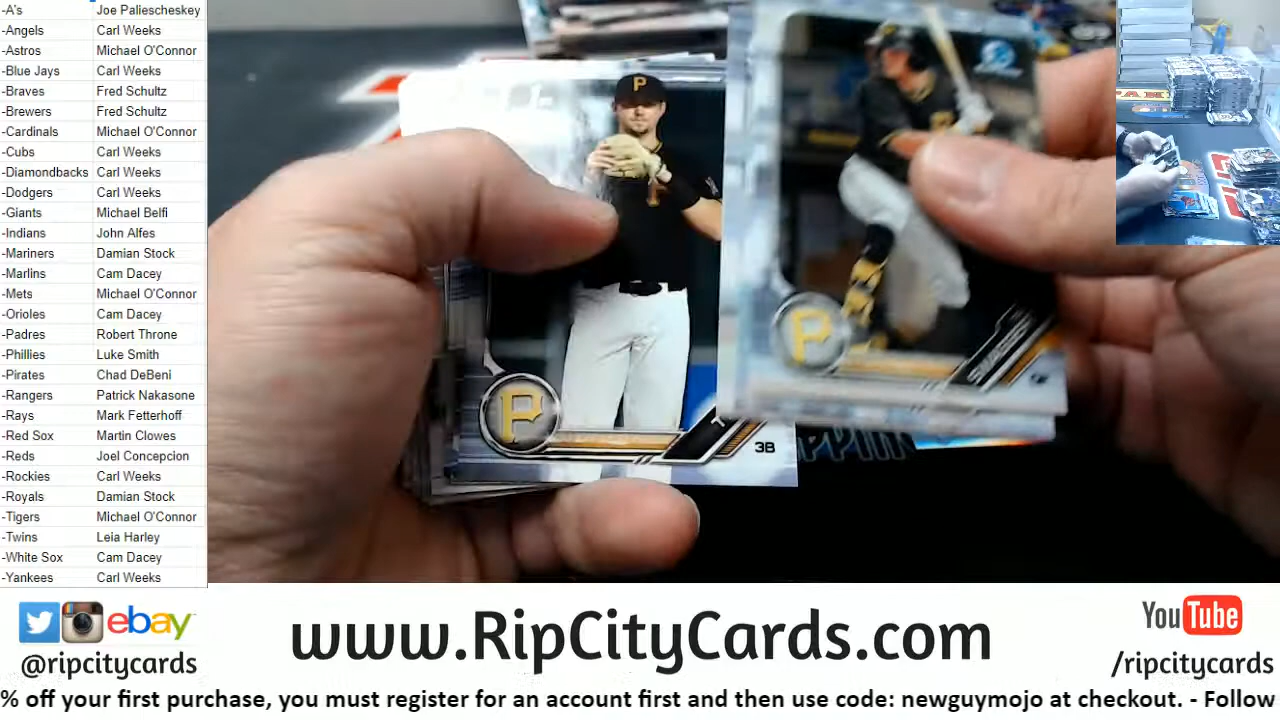 -A's Joe Paliescheskey
-Angels Carl Weeks
-Astros Michael O'Connor
-Blue Jays Carl Weeks
-Braves Fred Schultz
-Brewers Fred Schultz
-Cardinals Michael O'Connor
-Cubs Carl Weeks
-Diamondbacks Carl Weeks
-Dodgers Carl Weeks
-Giants Michael Belfi
-Indians John Alfes
-Mariners Damian Stock
-Marlins Cam Dacey
-Mets Michael O'Connor
-Orioles Cam Dacey
-Padres Robert Throne
-Phillies Luke Smith
-Pirates Chad DeBeni
-Rangers Patrick Nakasone
-Rays Mark Fetterhoff
-Red Sox Martin Clowes
-Reds Joel Concepcion
-Rockies Carl Weeks
-Royals Damian Stock
-Tigers Michael O'Connor
-Twins Leia Harley
-White Sox Cam Dacey
-Yankees Carl Weeks
P
P
3B
P
ebay
@ripcitycards
www.RipCityCards.com
YouTube
/ripcitycards
% off your first purchase, you must register for an account first and then use code: newguymojo at checkout. - Follow